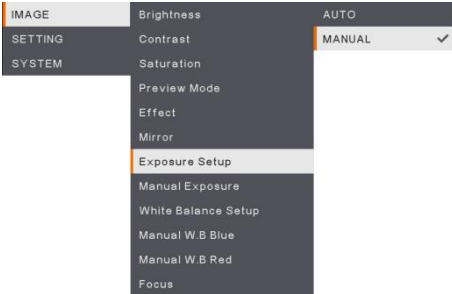 IMAGE
SETTING
SYSTEM
Brightness
Contrast
Saturation
Preview Mode
Effect
Mirror
Exposure Setup
Manual Exposure
White Balance Setup
Manual W.B Blue
Manual W.B Red
Focus
AUTO
MANUAL